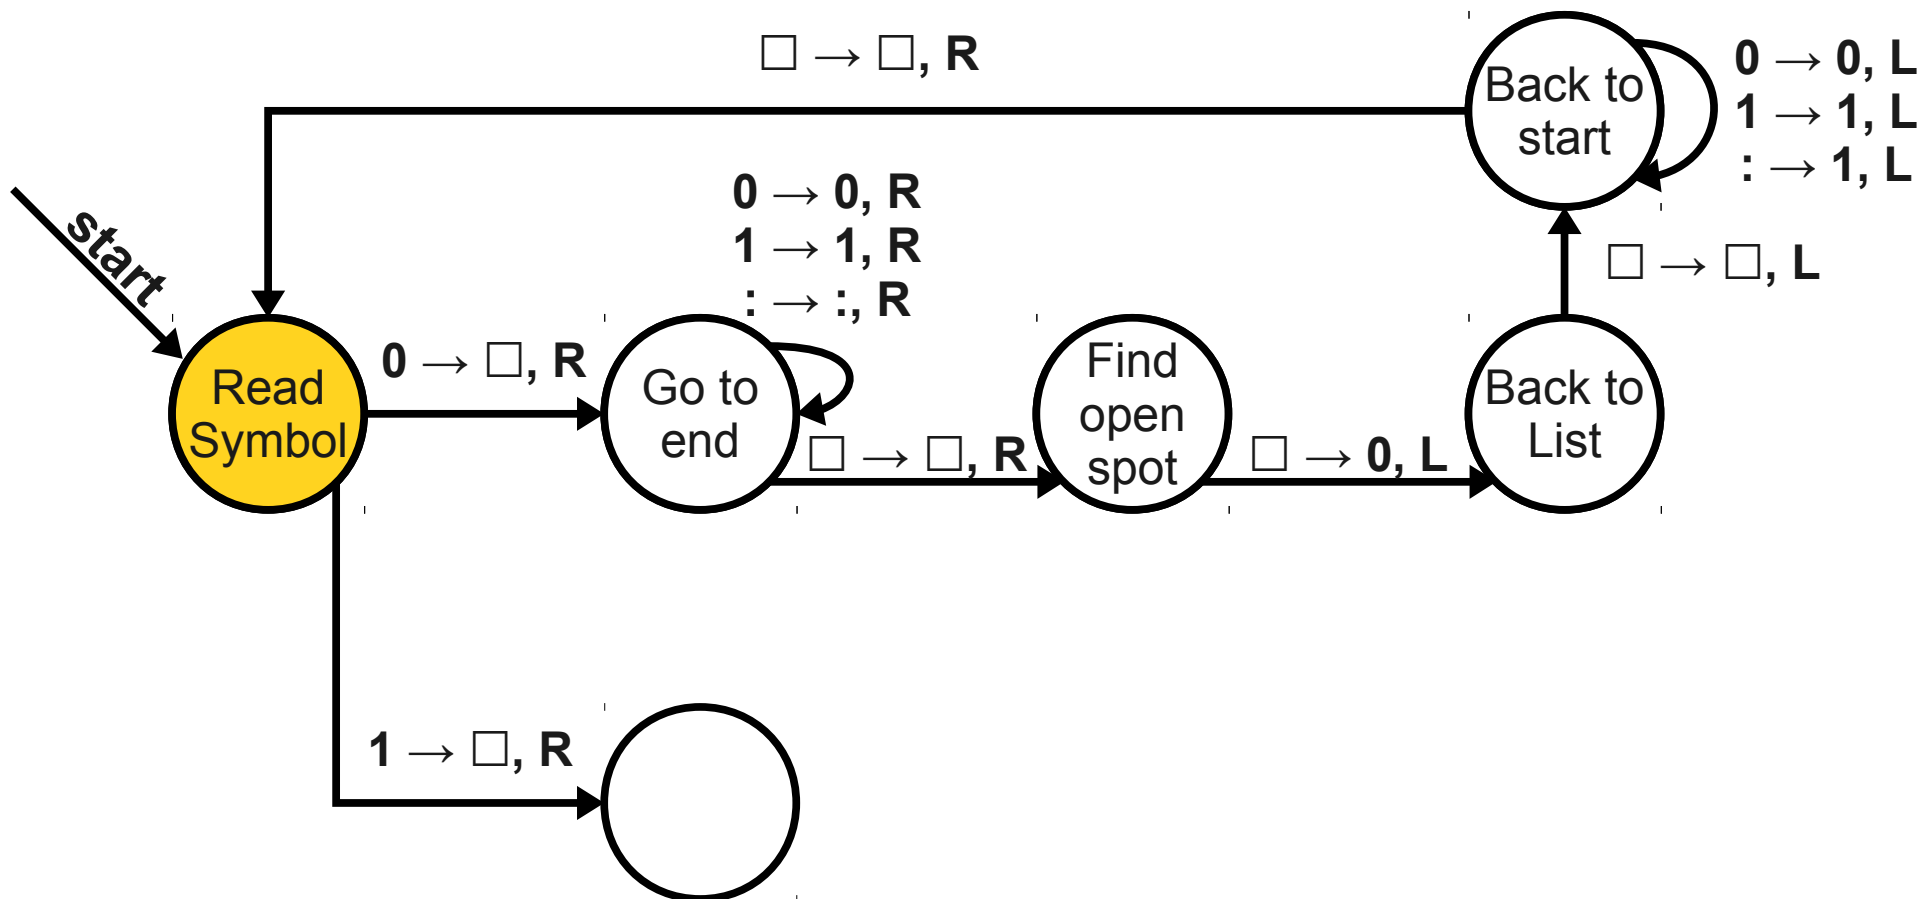 □ → □, R
Back to
start
0 → 0, L
1 → 1, L
: → 1, L
start
0 → 0, R
1 → 1, R
: → :, R
□ → □, L
Read
Symbol
0 → □, R
Go to
end
□ → □, R
Find
open
spot
□ → 0, L
Back to
List
1 → □, R